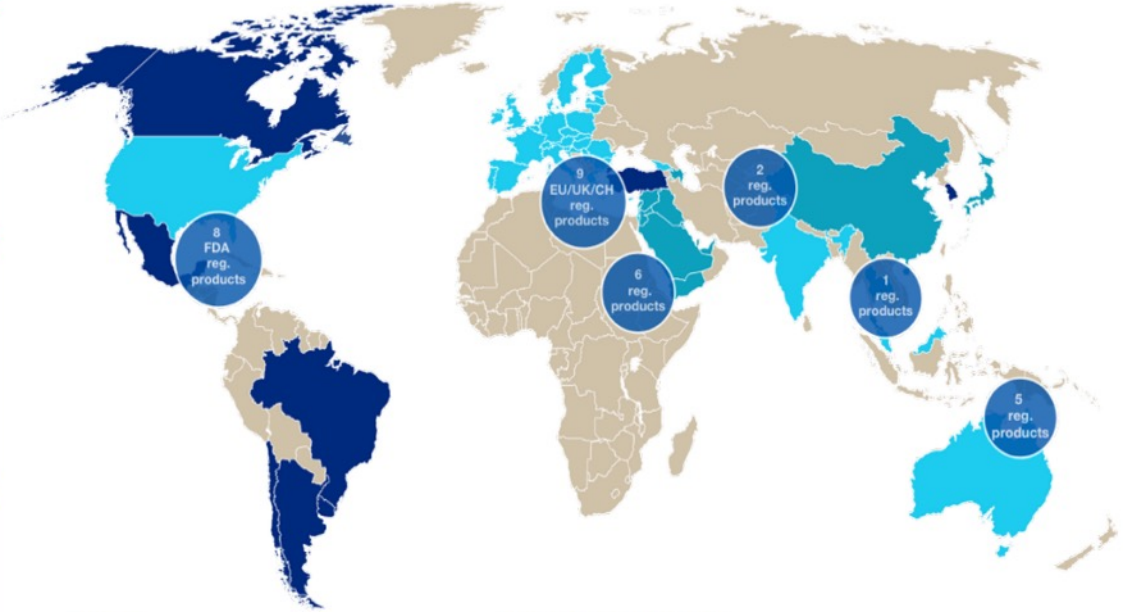 8
FDA
reg.
products
9
EU/UK/CH
reg.
products
6
reg.
products
2
reg.
products
1
reg.
products
5
reg.
products